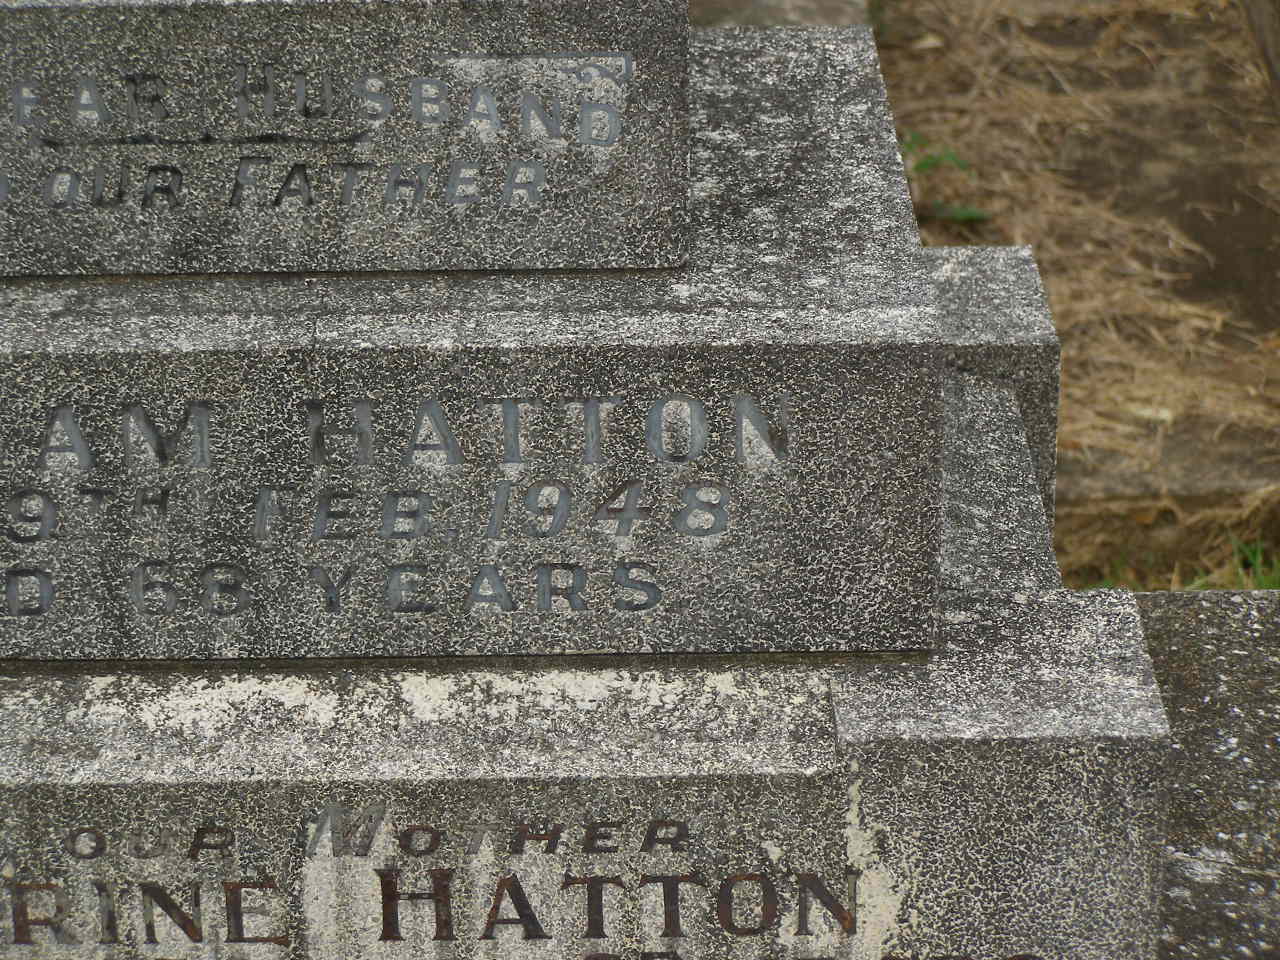 EAR HUSBAND
OUR FATHER
AM HATTON
9TH FEB. 1948
D 68 YEARS
OUR MOTHER
RINE HATTON